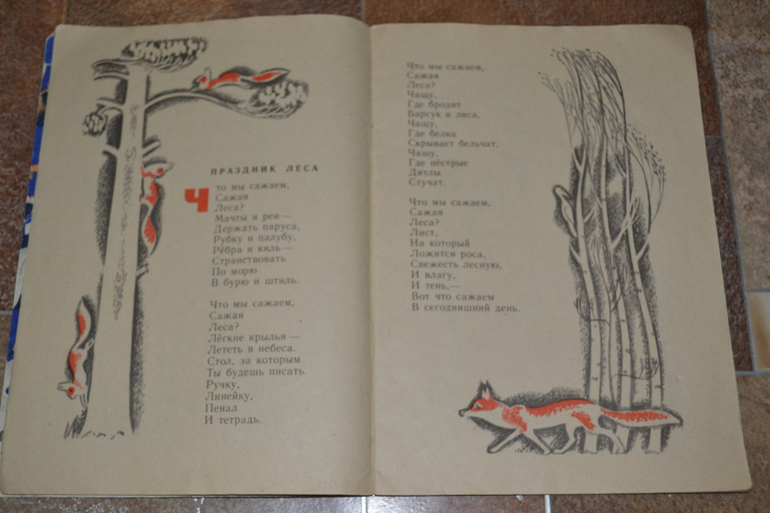 ПРАЗДНИК ЛЕСА
Что мы сажаем,
Сажая
Леса?
Мачты и реи —
Держать паруса,
Рубку и палубу,
Рёбра и киль —
Странствовать
По морю
В бурю и штиль.
Что мы сажаем,
Сажая
Леса?
Лёгкие крылья —
Лететь в небеса.
Стол, за которым
Ты будешь писать.
Ручку,
Линейку,
Пенал
И тетрадь.
Что мы сажаем,
Сажая
Леса?
Чащу,
Где бродят
Барсук и лиса.
Чащу,
Где белка
Скрывает бельчат.
Чащу,
Где пёстрые
Дятлы
Стучат.
Что мы сажаем,
Сажая
Леса?
Лист,
На который
Ложится роса,
Свежесть лесную,
И влагу,
И тень,—
Вот что сажаем
В сегодняшний день.